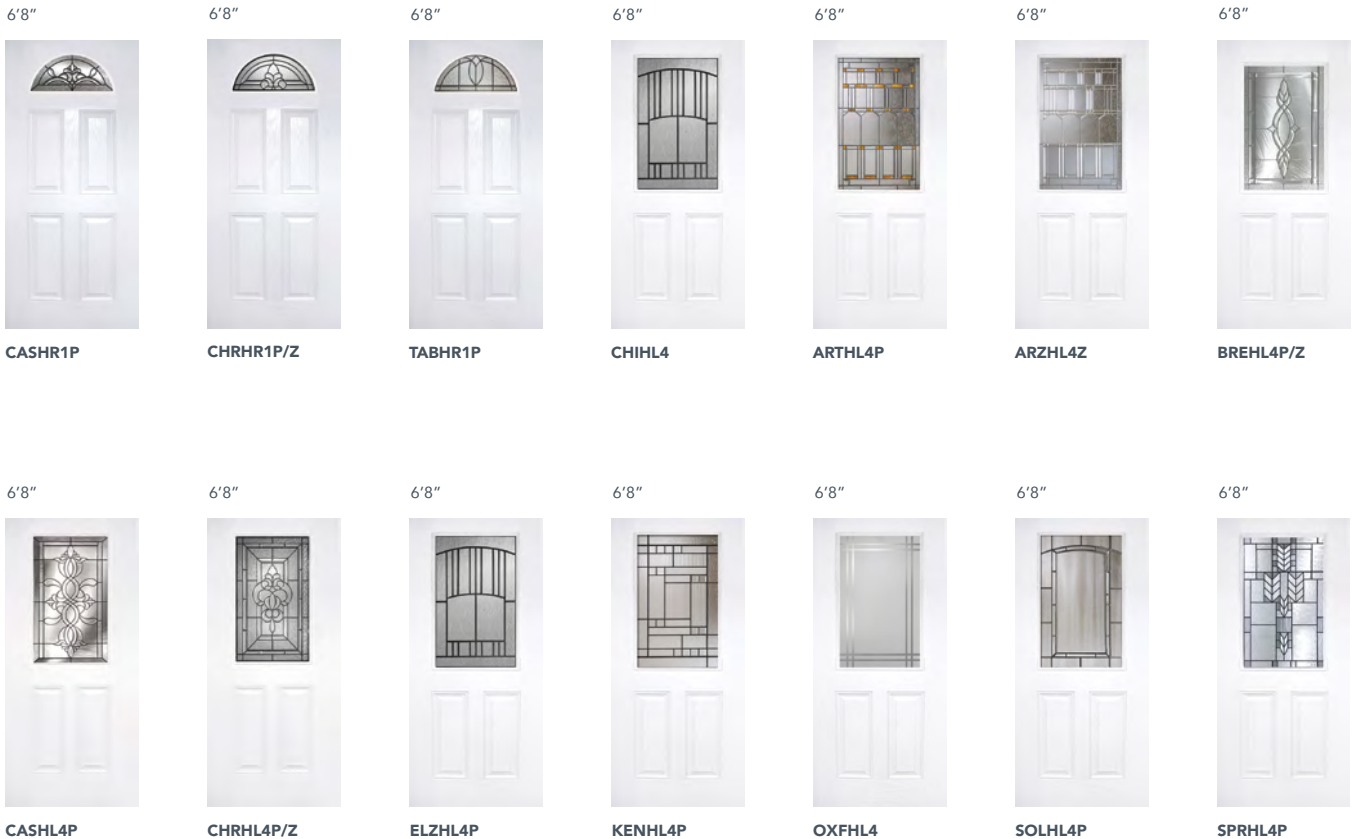 6'8" 6'8" 6'8" 6'8" 6'8" 6'8" 6'8"
CASHR1P CHRHR1P/Z TABHR1P CHIHL4 ARTHL4P ARZHL4Z BREHL4P/Z
6'8" 6'8" 6'8" 6'8" 6'8" 6'8" 6'8"
CASHL4P CHRHL4P/Z ELZHL4P KENHL4P OXFHL4 SOLHL4P SPRHL4P